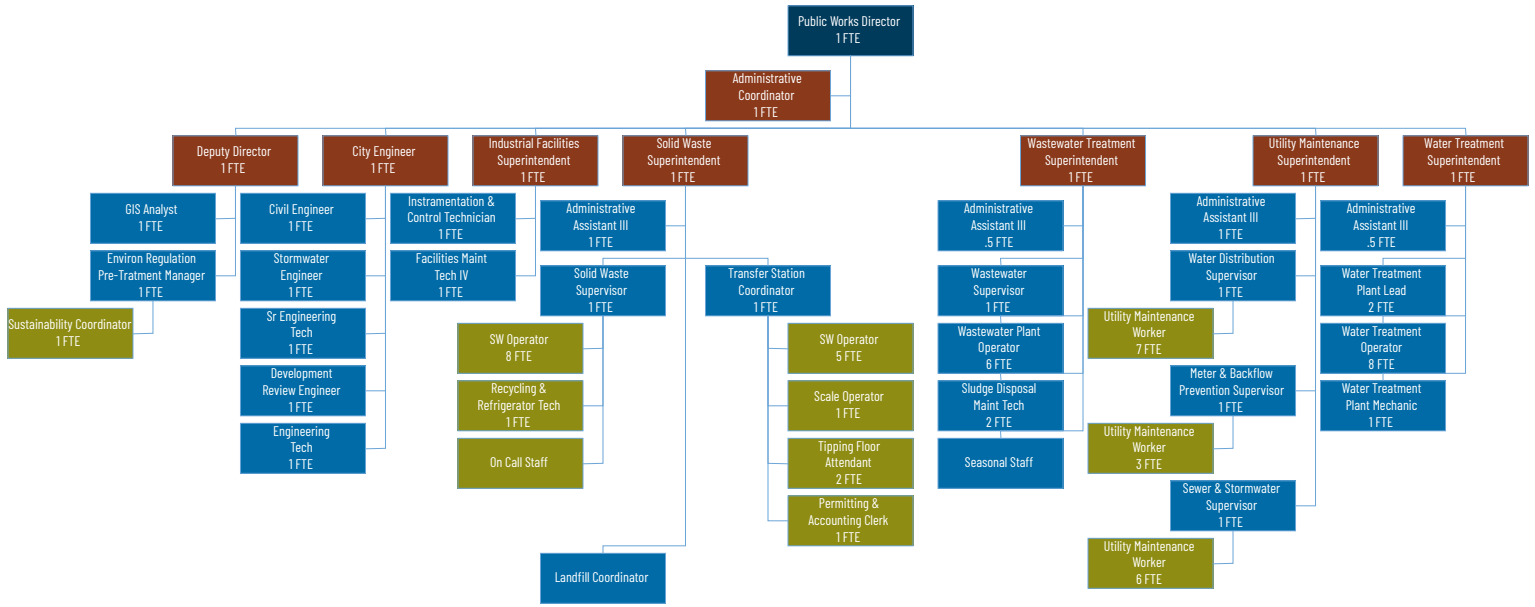 Public Works Director
1 FTE
Administrative
Coordinator
1 FTE
Deputy Director
1 FTE
City Engineer
1 FTE
Industrial Facilities
Superintendent
1 FTE
Solid Waste
Superintendent
1 FTE
Wastewater Treatment
Superintendent
1 FTE
Utility Maintenance
Superintendent
1 FTE
Water Treatment
Superintendent
1 FTE
GIS Analyst
1 FTE
Environ Regulation
Pre-Tratment Manager
1 FTE
Sustainability Coordinator
1 FTE
Civil Engineer
1 FTE
Stormwater
Engineer
1 FTE
Sr Engineering
Tech
1 FTE
Development
Review Engineer
1 FTE
Engineering
Tech
1 FTE
Instramentation &
Control Technician
1 FTE
Facilities Maint
Tech IV
1 FTE
Administrative
Assistant III
1 FTE
Solid Waste
Supervisor
1 FTE
SW Operator
8 FTE
Recycling &
Refrigerator Tech
1 FTE
On Call Staff
Transfer Station
Coordinator
1 FTE
SW Operator
5 FTE
Scale Operator
1 FTE
Tipping Floor
Attendant
2 FTE
Permitting &
Accounting Clerk
1 FTE
Landfill Coordinator
Administrative
Assistant III
.5 FTE
Wastewater
Supervisor
1 FTE
Wastewater Plant
Operator
6 FTE
Sludge Disposal
Maint Tech
2 FTE
Seasonal Staff
Administrative
Assistant III
1 FTE
Water Distribution
Supervisor
1 FTE
Utility Maintenance
Worker
7 FTE
Meter & Backflow
Prevention Supervisor
1 FTE
Utility Maintenance
Worker
3 FTE
Sewer & Stormwater
Supervisor
1 FTE
Utility Maintenance
Worker
6 FTE
Administrative
Assistant III
.5 FTE
Water Treatment
Plant Lead
2 FTE
Water Treatment
Operator
8 FTE
Water Treatment
Plant Mechanic
1 FTE